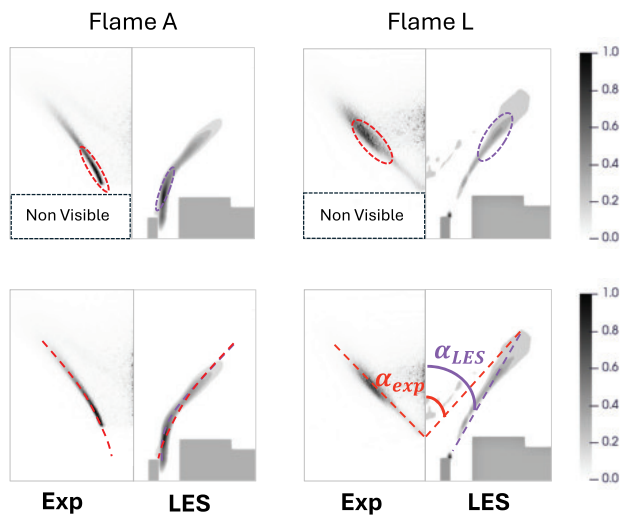 Flame A
Flame L
1.0
0.8
0.6
0.4
0.2
0.0
Non Visible
Non Visible
1.0
0.8
0.6
0.4
0.2
0.0
α_LES
α_exp
Exp
LES
Exp
LES